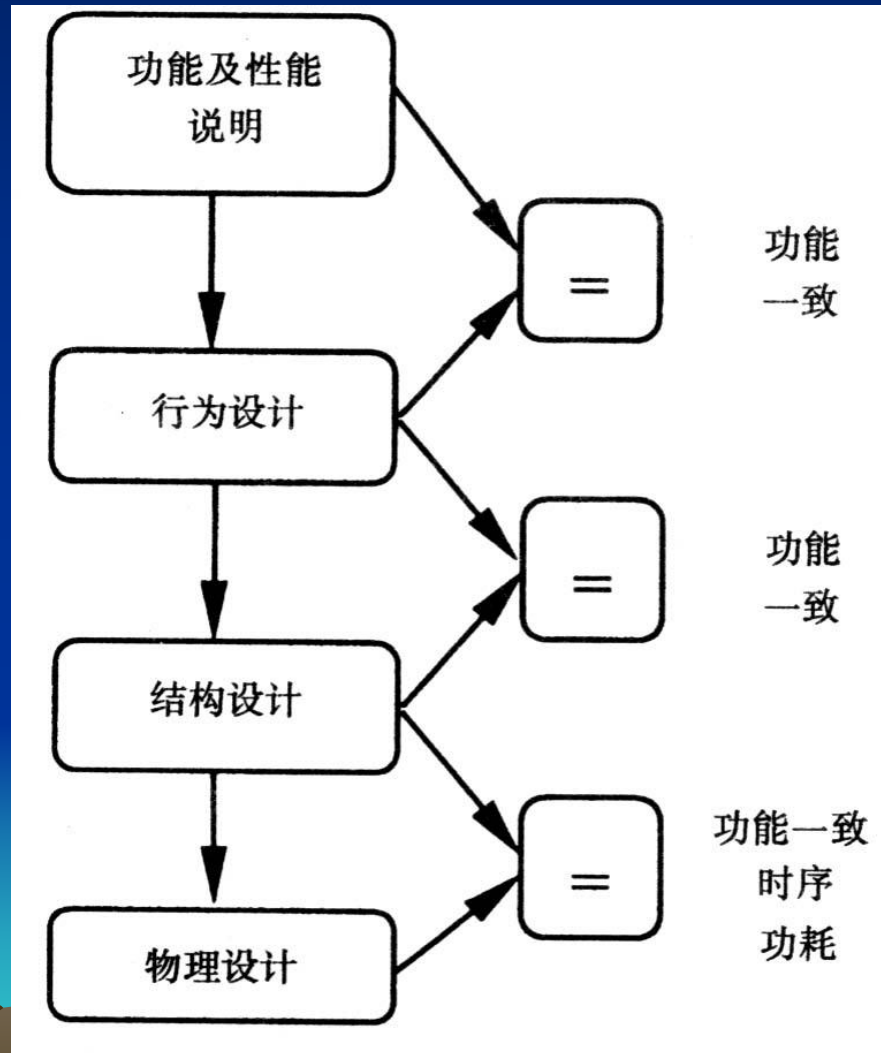 功能及性能
说明
=
功能
一致
行为设计
=
功能
一致
结构设计
=
功能一致
时序
功耗
物理设计